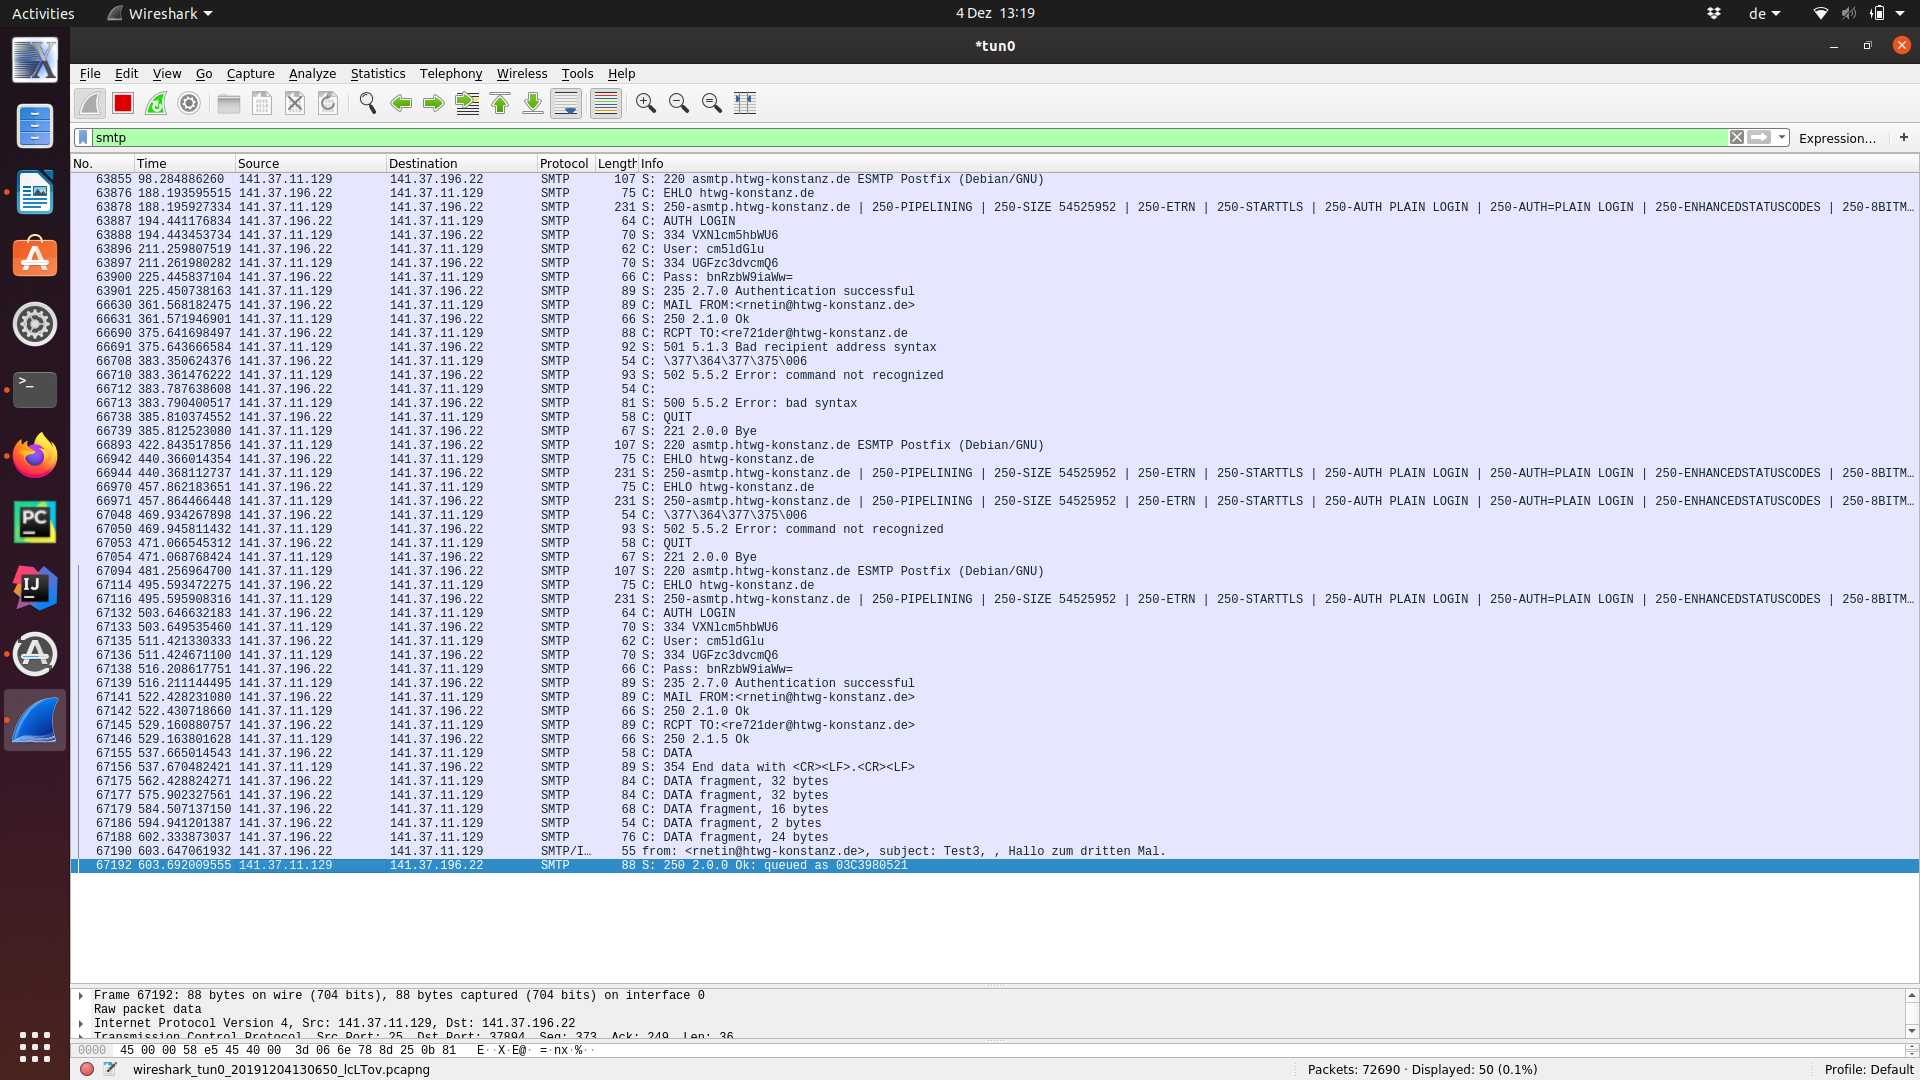 Activities Wireshark 4 Dez 13:19 de
*tun0
File Edit View Go Capture Analyze Statistics Telephony Wireless Tools Help
smtp Expression... +
No. Time Source Destination Protocol Length Info
63855 98.284886260 141.37.11.129 141.37.196.22 SMTP 107 S: 220 asmtp.htwg-konstanz.de ESMTP Postfix (Debian/GNU)
63876 188.193595515 141.37.196.22 141.37.11.129 SMTP 75 C: EHLO htwg-konstanz.de
63878 188.195927334 141.37.11.129 141.37.196.22 SMTP 231 S: 250-asmtp.htwg-konstanz.de | 250-PIPELINING | 250-SIZE 54525952 | 250-ETRN | 250-STARTTLS | 250-AUTH PLAIN LOGIN | 250-AUTH=PLAIN LOGIN | 250-ENHANCEDSTATUSCODES | 250-8BITM…
63887 194.441176834 141.37.196.22 141.37.11.129 SMTP 64 C: AUTH LOGIN
63888 194.443453734 141.37.11.129 141.37.196.22 SMTP 70 S: 334 VXNlcm5hbWU6
63896 211.259807519 141.37.196.22 141.37.11.129 SMTP 62 C: User: cm5ldGlu
63897 211.261980282 141.37.11.129 141.37.196.22 SMTP 70 S: 334 UGFzc3dvcmQ6
63900 225.445837104 141.37.196.22 141.37.11.129 SMTP 66 C: Pass: bnRzbW9iaWw=
63901 225.450738163 141.37.11.129 141.37.196.22 SMTP 89 S: 235 2.7.0 Authentication successful
66630 361.568182475 141.37.196.22 141.37.11.129 SMTP 89 C: MAIL FROM:<rnetin@htwg-konstanz.de>
66631 361.571946901 141.37.11.129 141.37.196.22 SMTP 66 S: 250 2.1.0 Ok
66690 375.641698497 141.37.196.22 141.37.11.129 SMTP 88 C: RCPT TO:<re721der@htwg-konstanz.de
66691 375.643666584 141.37.11.129 141.37.196.22 SMTP 92 S: 501 5.1.3 Bad recipient address syntax
66708 383.350624376 141.37.196.22 141.37.11.129 SMTP 54 C: \377\364\377\375\006
66710 383.361476222 141.37.11.129 141.37.196.22 SMTP 93 S: 502 5.5.2 Error: command not recognized
66712 383.787638608 141.37.196.22 141.37.11.129 SMTP 54 C:
66713 383.790400517 141.37.11.129 141.37.196.22 SMTP 81 S: 500 5.5.2 Error: bad syntax
66738 385.810374552 141.37.196.22 141.37.11.129 SMTP 58 C: QUIT
66739 385.812523080 141.37.11.129 141.37.196.22 SMTP 67 S: 221 2.0.0 Bye
66893 422.843517856 141.37.11.129 141.37.196.22 SMTP 107 S: 220 asmtp.htwg-konstanz.de ESMTP Postfix (Debian/GNU)
66942 440.366014354 141.37.196.22 141.37.11.129 SMTP 75 C: EHLO htwg-konstanz.de
66944 440.368112737 141.37.11.129 141.37.196.22 SMTP 231 S: 250-asmtp.htwg-konstanz.de | 250-PIPELINING | 250-SIZE 54525952 | 250-ETRN | 250-STARTTLS | 250-AUTH PLAIN LOGIN | 250-AUTH=PLAIN LOGIN | 250-ENHANCEDSTATUSCODES | 250-8BITM…
66970 457.862183651 141.37.196.22 141.37.11.129 SMTP 75 C: EHLO htwg-konstanz.de
66971 457.864466448 141.37.11.129 141.37.196.22 SMTP 231 S: 250-asmtp.htwg-konstanz.de | 250-PIPELINING | 250-SIZE 54525952 | 250-ETRN | 250-STARTTLS | 250-AUTH PLAIN LOGIN | 250-AUTH=PLAIN LOGIN | 250-ENHANCEDSTATUSCODES | 250-8BITM…
67048 469.934267898 141.37.196.22 141.37.11.129 SMTP 54 C: \377\364\377\375\006
67050 469.945811432 141.37.11.129 141.37.196.22 SMTP 93 S: 502 5.5.2 Error: command not recognized
67053 471.066545312 141.37.196.22 141.37.11.129 SMTP 58 C: QUIT
67054 471.068768424 141.37.11.129 141.37.196.22 SMTP 67 S: 221 2.0.0 Bye
67094 481.256964700 141.37.11.129 141.37.196.22 SMTP 107 S: 220 asmtp.htwg-konstanz.de ESMTP Postfix (Debian/GNU)
67114 495.593472275 141.37.196.22 141.37.11.129 SMTP 75 C: EHLO htwg-konstanz.de
67116 495.595908316 141.37.11.129 141.37.196.22 SMTP 231 S: 250-asmtp.htwg-konstanz.de | 250-PIPELINING | 250-SIZE 54525952 | 250-ETRN | 250-STARTTLS | 250-AUTH PLAIN LOGIN | 250-AUTH=PLAIN LOGIN | 250-ENHANCEDSTATUSCODES | 250-8BITM…
67132 503.646632183 141.37.196.22 141.37.11.129 SMTP 64 C: AUTH LOGIN
67133 503.649535460 141.37.11.129 141.37.196.22 SMTP 70 S: 334 VXNlcm5hbWU6
67135 511.421330333 141.37.196.22 141.37.11.129 SMTP 62 C: User: cm5ldGlu
67136 511.424671100 141.37.11.129 141.37.196.22 SMTP 70 S: 334 UGFzc3dvcmQ6
67138 516.208617751 141.37.196.22 141.37.11.129 SMTP 66 C: Pass: bnRzbW9iaWw=
67139 516.211144495 141.37.11.129 141.37.196.22 SMTP 89 S: 235 2.7.0 Authentication successful
67141 522.428231080 141.37.196.22 141.37.11.129 SMTP 89 C: MAIL FROM:<rnetin@htwg-konstanz.de>
67142 522.430718660 141.37.11.129 141.37.196.22 SMTP 66 S: 250 2.1.0 Ok
67145 529.160880757 141.37.196.22 141.37.11.129 SMTP 89 C: RCPT TO:<re721der@htwg-konstanz.de>
67146 529.163801628 141.37.11.129 141.37.196.22 SMTP 66 S: 250 2.1.5 Ok
67155 537.665014543 141.37.196.22 141.37.11.129 SMTP 58 C: DATA
67156 537.670482421 141.37.11.129 141.37.196.22 SMTP 89 S: 354 End data with <CR><LF>.<CR><LF>
67175 562.428824271 141.37.196.22 141.37.11.129 SMTP 84 C: DATA fragment, 32 bytes
67177 575.902327561 141.37.196.22 141.37.11.129 SMTP 84 C: DATA fragment, 32 bytes
67179 584.507137150 141.37.196.22 141.37.11.129 SMTP 68 C: DATA fragment, 16 bytes
67186 594.941201387 141.37.196.22 141.37.11.129 SMTP 54 C: DATA fragment, 2 bytes
67188 602.333873037 141.37.196.22 141.37.11.129 SMTP 76 C: DATA fragment, 24 bytes
67190 603.647061932 141.37.196.22 141.37.11.129 SMTP/I… 55 from: <rnetin@htwg-konstanz.de>, subject: Test3, , Hallo zum dritten Mal.
67192 603.692009555 141.37.11.129 141.37.196.22 SMTP 88 S: 250 2.0.0 Ok: queued as 03C3980521
Frame 67192: 88 bytes on wire (704 bits), 88 bytes captured (704 bits) on interface 0
Raw packet data
Internet Protocol Version 4, Src: 141.37.11.129, Dst: 141.37.196.22
Transmission Control Protocol, Src Port: 25, Dst Port: 37894, Seq: 373, Ack: 249, Len: 36
0000 45 00 00 58 e5 45 40 00 3d 06 6e 78 8d 25 0b 81 E··X·E@· =·nx·%··
wireshark_tun0_20191204130650_lcLTov.pcapng Packets: 72690 · Displayed: 50 (0.1%) Profile: Default